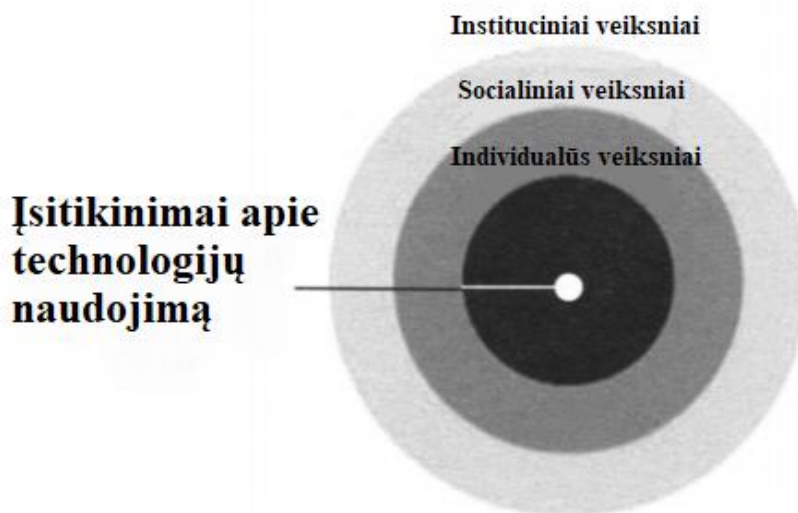 Instituciniai veiksniai
Socialiniai veiksniai
Individualūs veiksniai
Įsitikinimai apie
technologijų
naudojimą